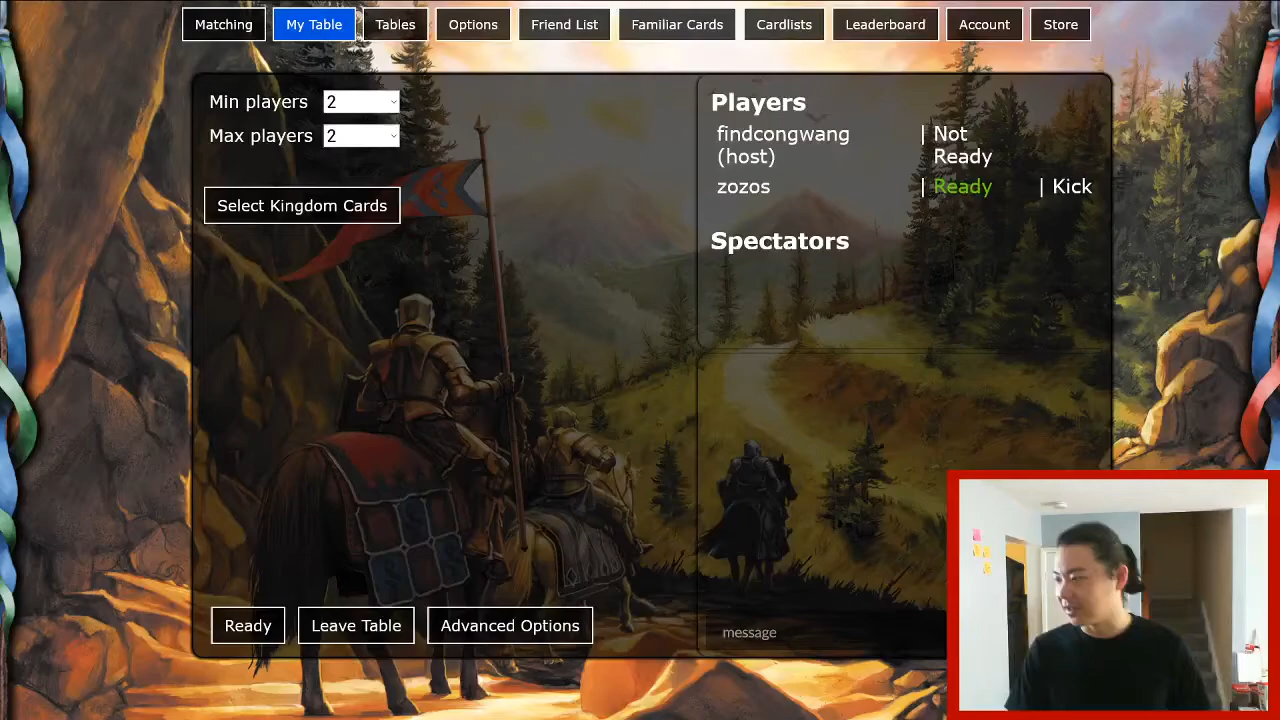 Matching
My Table
Tables
Options
Friend List
Familiar Cards
Cardlists
Leaderboard
Account
Store
Min players 2
Max players 2
Select Kingdom Cards
Players
findcongwang (host) | Not Ready
zozos | Ready | Kick
Spectators
message
Ready
Leave Table
Advanced Options